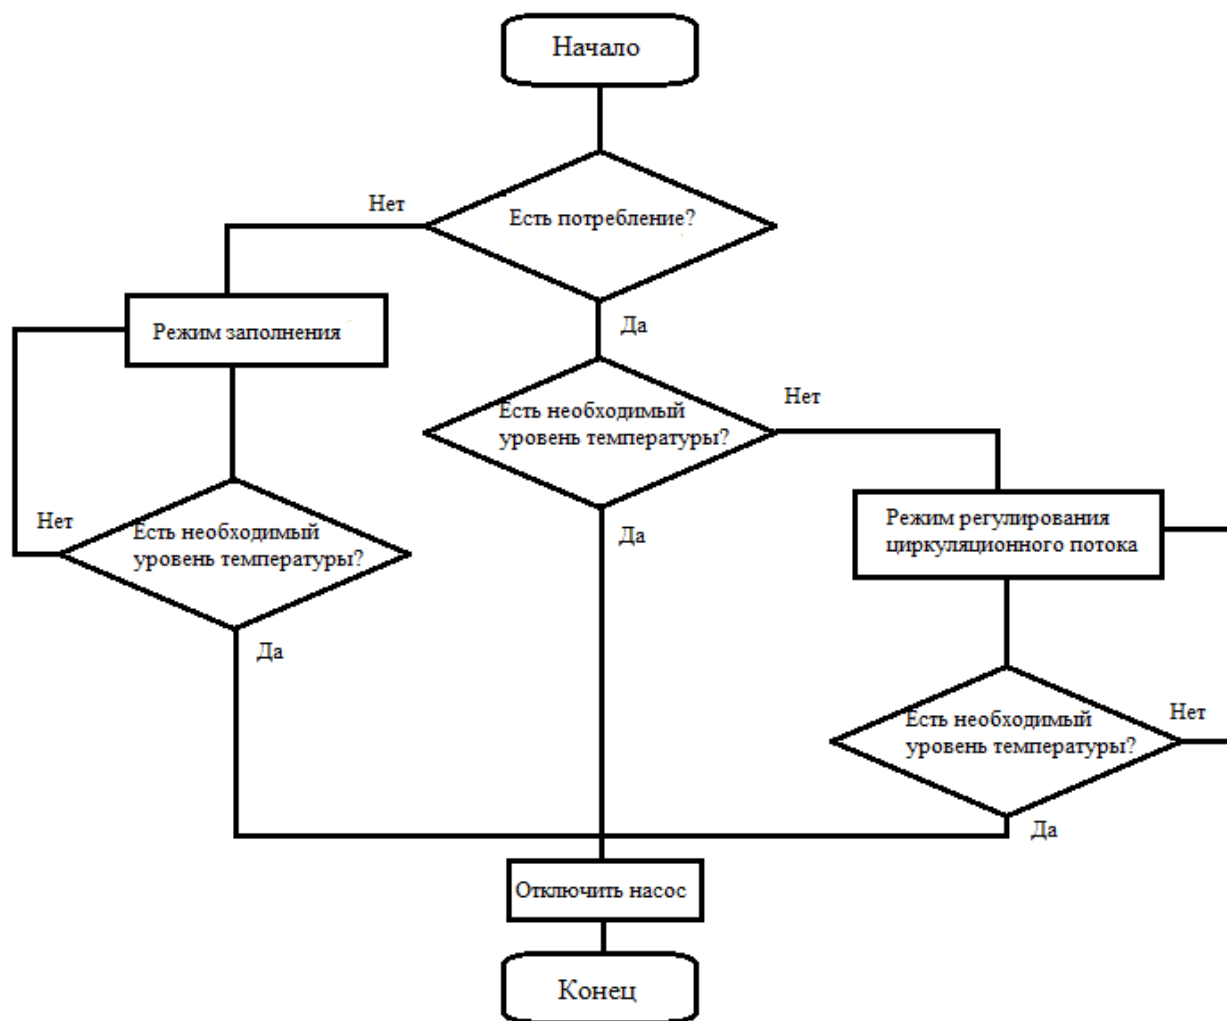 Начало
Нет
Есть потребление?
Режим заполнения
Да
Есть необходимый
уровень температуры?
Нет
Нет
Есть необходимый
уровень температуры?
Да
Режим регулирования
циркуляционного потока
Да
Есть необходимый
уровень температуры?
Нет
Да
Отключить насос
Конец